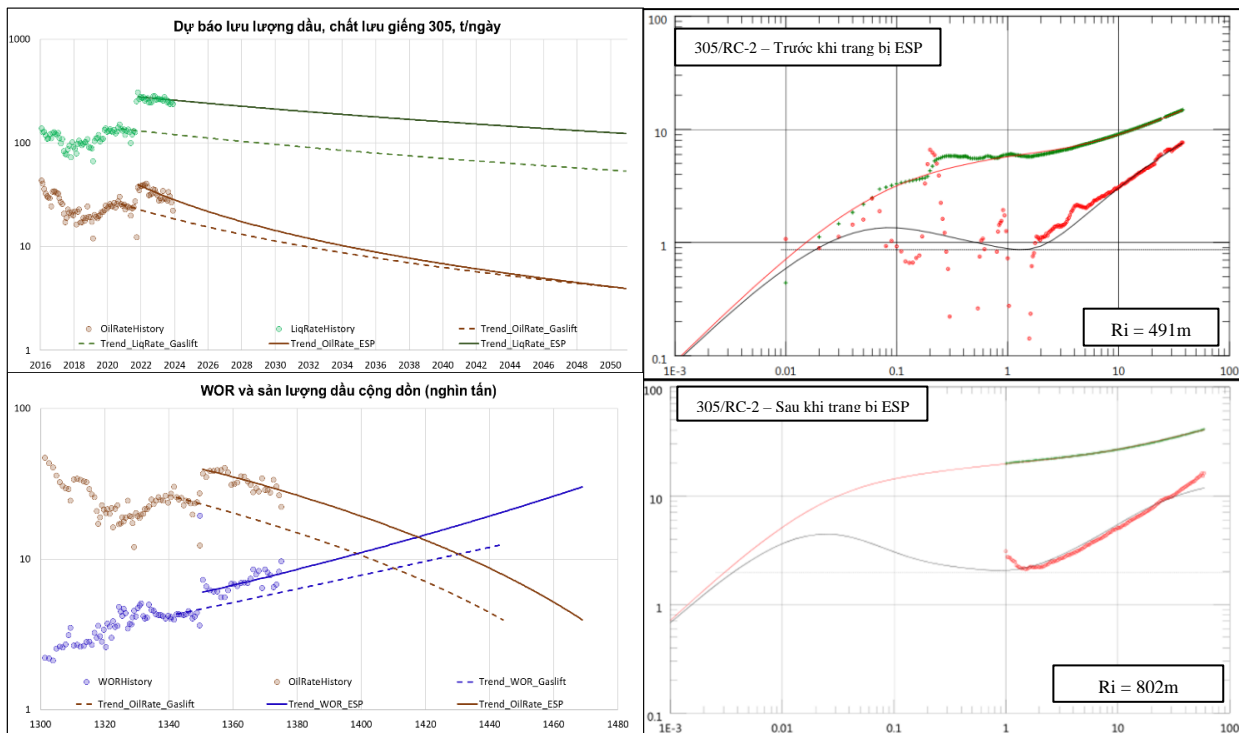 Dự báo lưu lượng dầu, chất lưu giếng 305, t/ngày
1000
100
10
1
2016 2018 2020 2022 2024 2026 2028 2030 2032 2034 2036 2038 2040 2042 2044 2046 2048 2050
OilRateHistory LiqRateHistory Trend_OilRate_Gaslift
Trend_LiqRate_Gaslift Trend_OilRate_ESP Trend_LiqRate_ESP
305/RC-2 – Trước khi trang bị ESP
100
10
1
0.1
1E-3 0.01 0.1 1 10 100
Ri = 491m
WOR và sản lượng dầu cộng dồn (nghìn tấn)
100
10
1
1300 1320 1340 1360 1380 1400 1420 1440 1460 1480
WORHistory OilRateHistory Trend_WOR_Gaslift
Trend_OilRate_Gaslift Trend_WOR_ESP Trend_OilRate_ESP
305/RC-2 – Sau khi trang bị ESP
100
10
1
0.1
1E-3 0.01 0.1 1 10 100
Ri = 802m